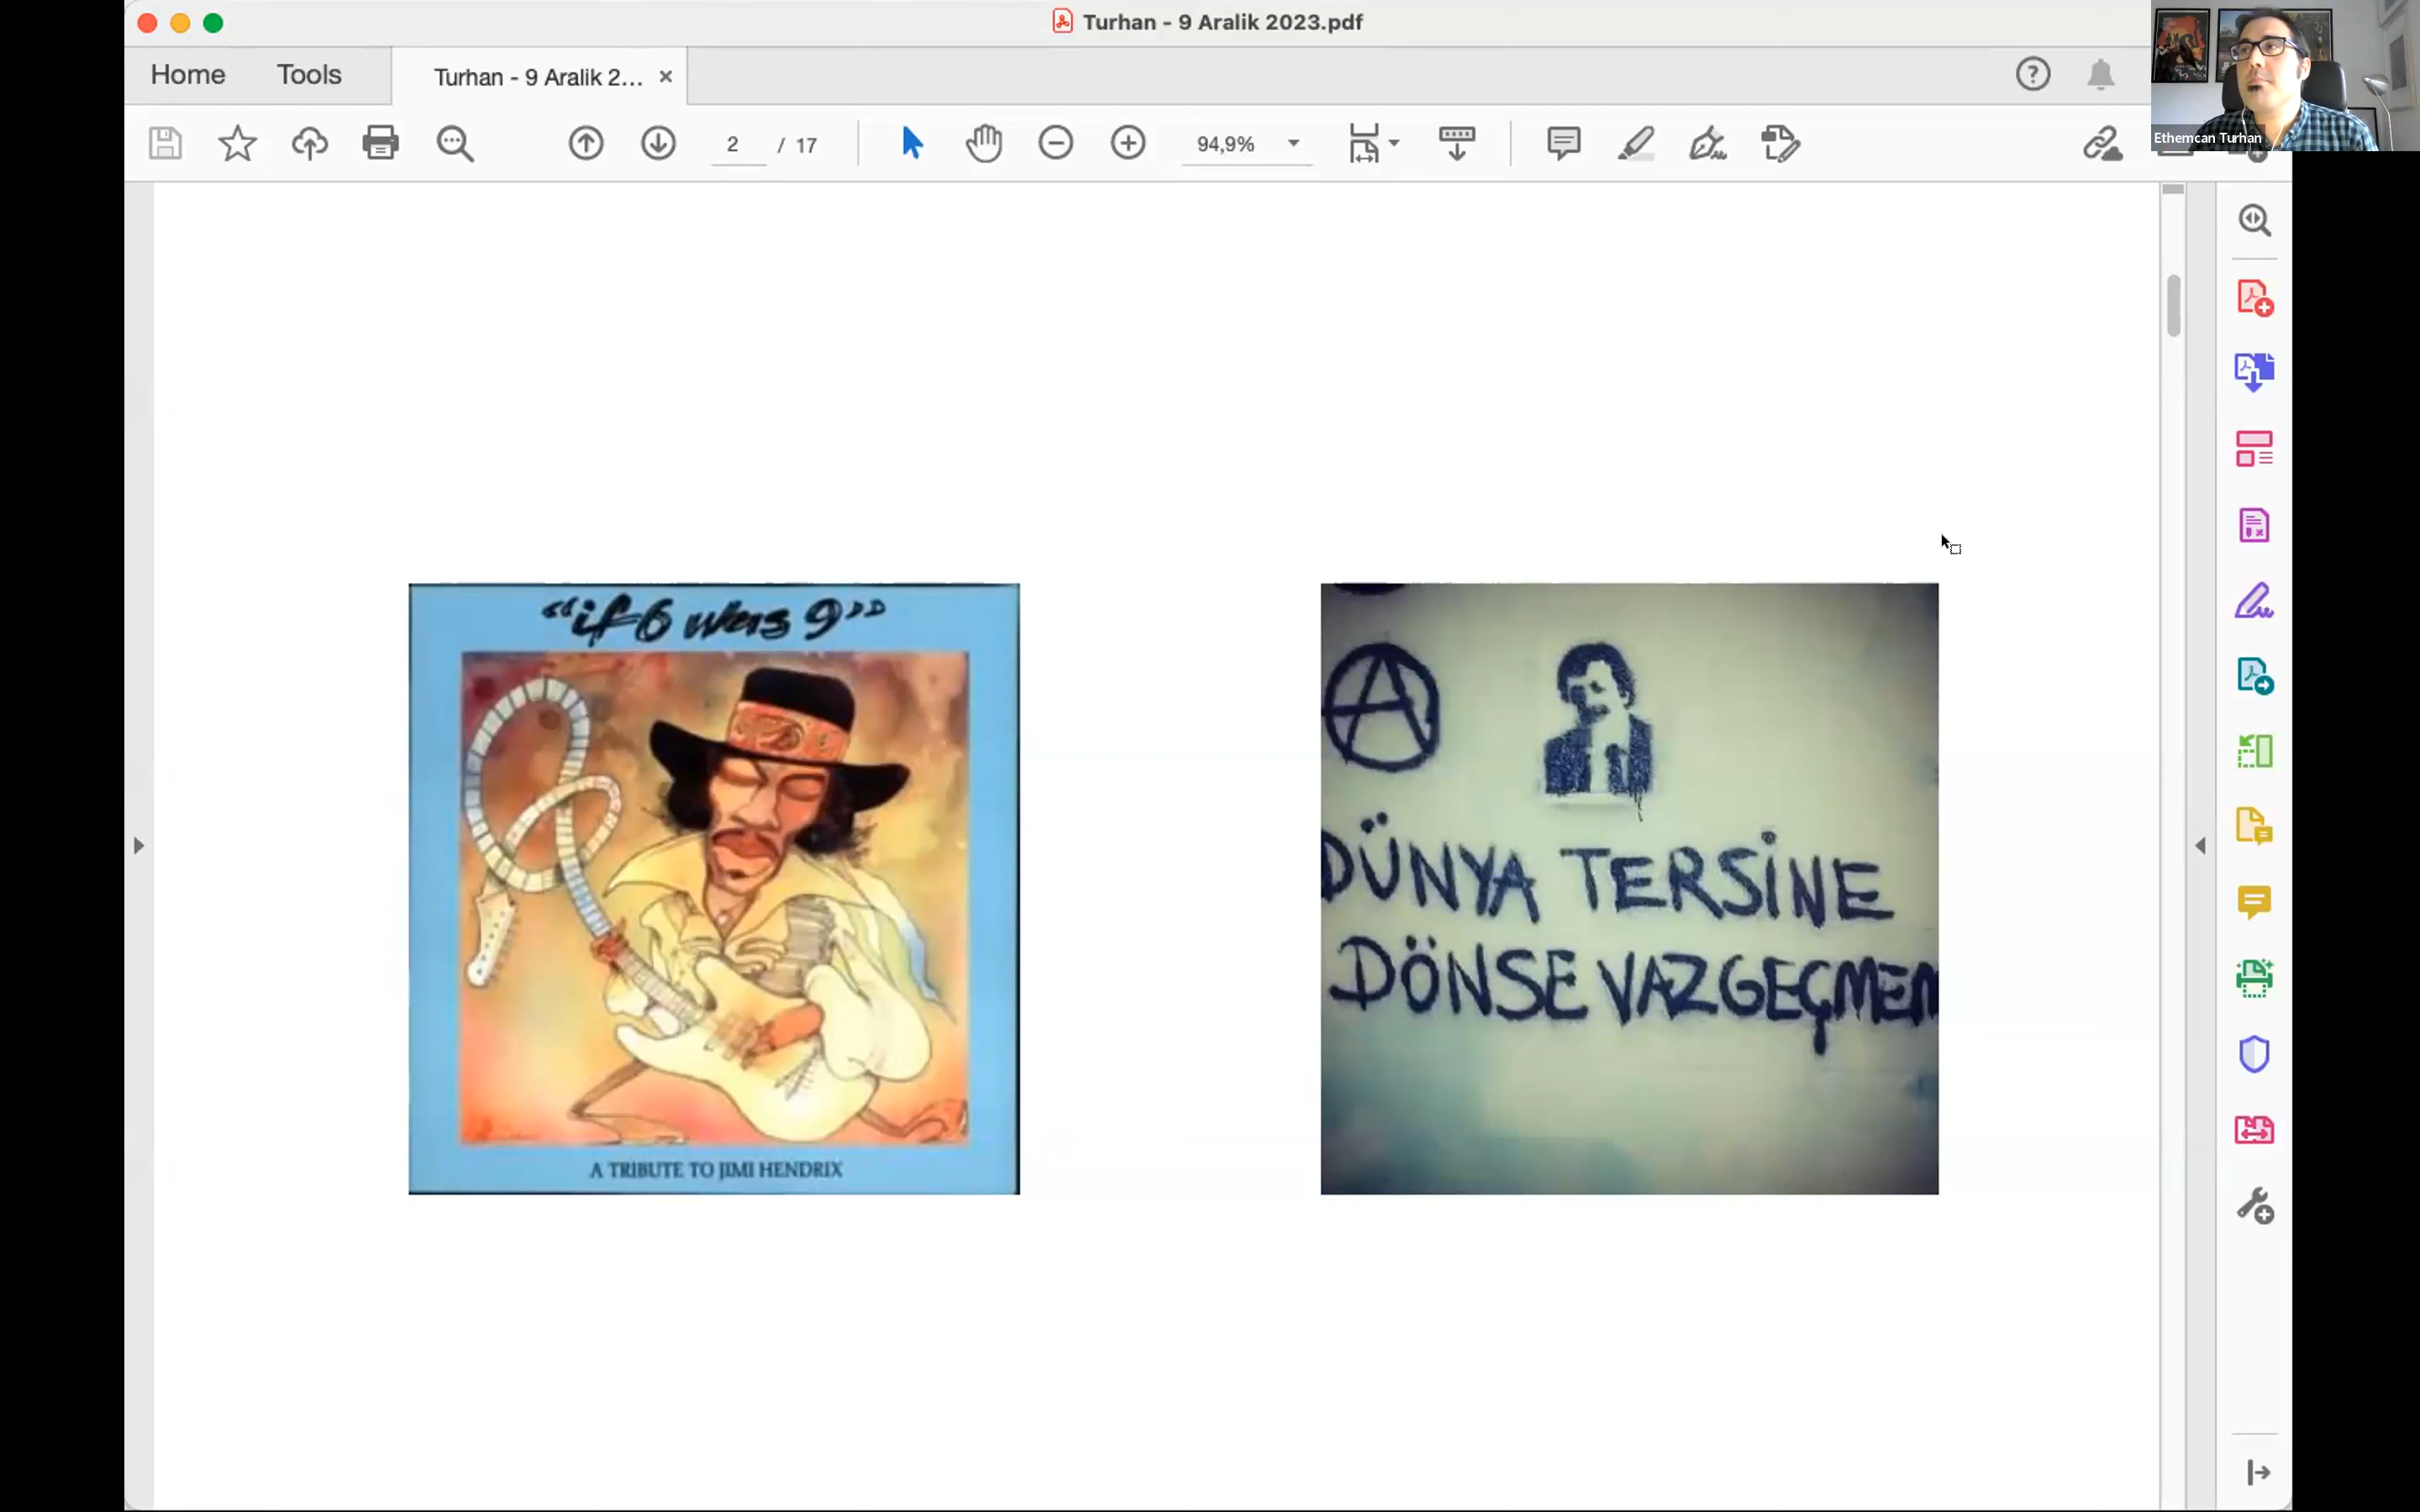 Turhan - 9 Aralik 2023.pdf
Home
Tools
Turhan - 9 Aralik 2...
2 / 17
94,9%
Ethemcan Turhan
"if 6 was 9"
A TRIBUTE TO JIMI HENDRIX
A
DÜNYA TERSİNE
DÖNSE VAZGEÇMEM